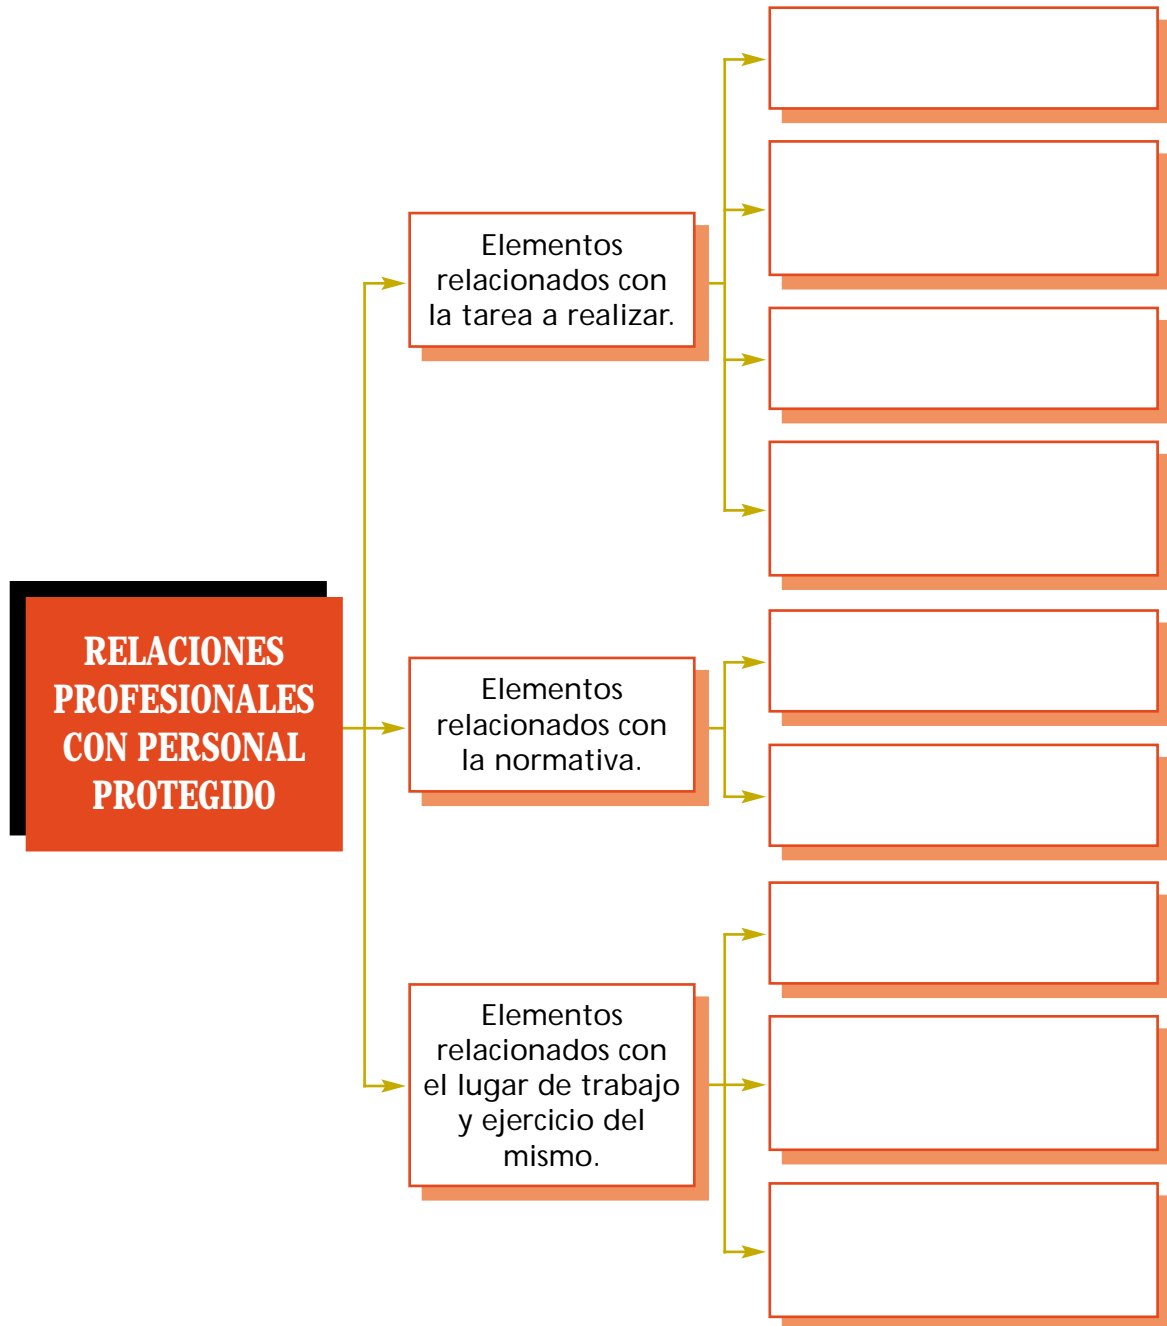 RELACIONES
PROFESIONALES
CON PERSONAL
PROTEGIDO
Elementos
relacionados con
la tarea a realizar.
Elementos
relacionados con
la normativa.
Elementos
relacionados con
el lugar de trabajo
y ejercicio del
mismo.